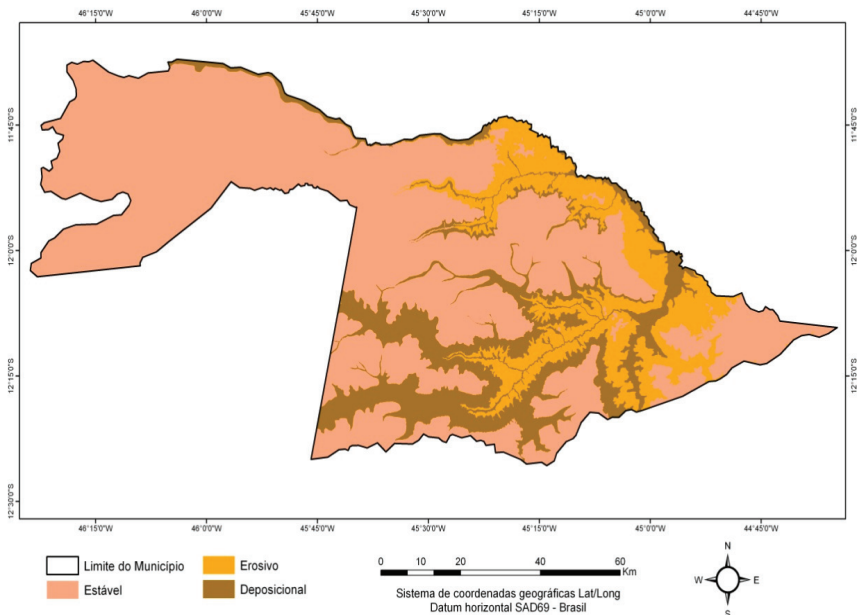 46°15'0"S 46°0'0"S 45°45'0"S 45°30'0"S 45°15'0"S 45°0'0"S 44°45'0"S
11°45'0"S 11°45'0"S
12°0'0"S 12°0'0"S
12°15'0"S 12°15'0"S
12°30'0"S 12°30'0"S
46°15'0"S 46°0'0"S 45°45'0"S 45°30'0"S 45°15'0"S 45°0'0"S 44°45'0"S
Limite do Município
Estável
Erosivo
Deposicional
0 10 20 40 60
Km
Sistema de coordenadas geográficas Lat/Long
Datum horizontal SAD69 - Brasil
N
W E
S